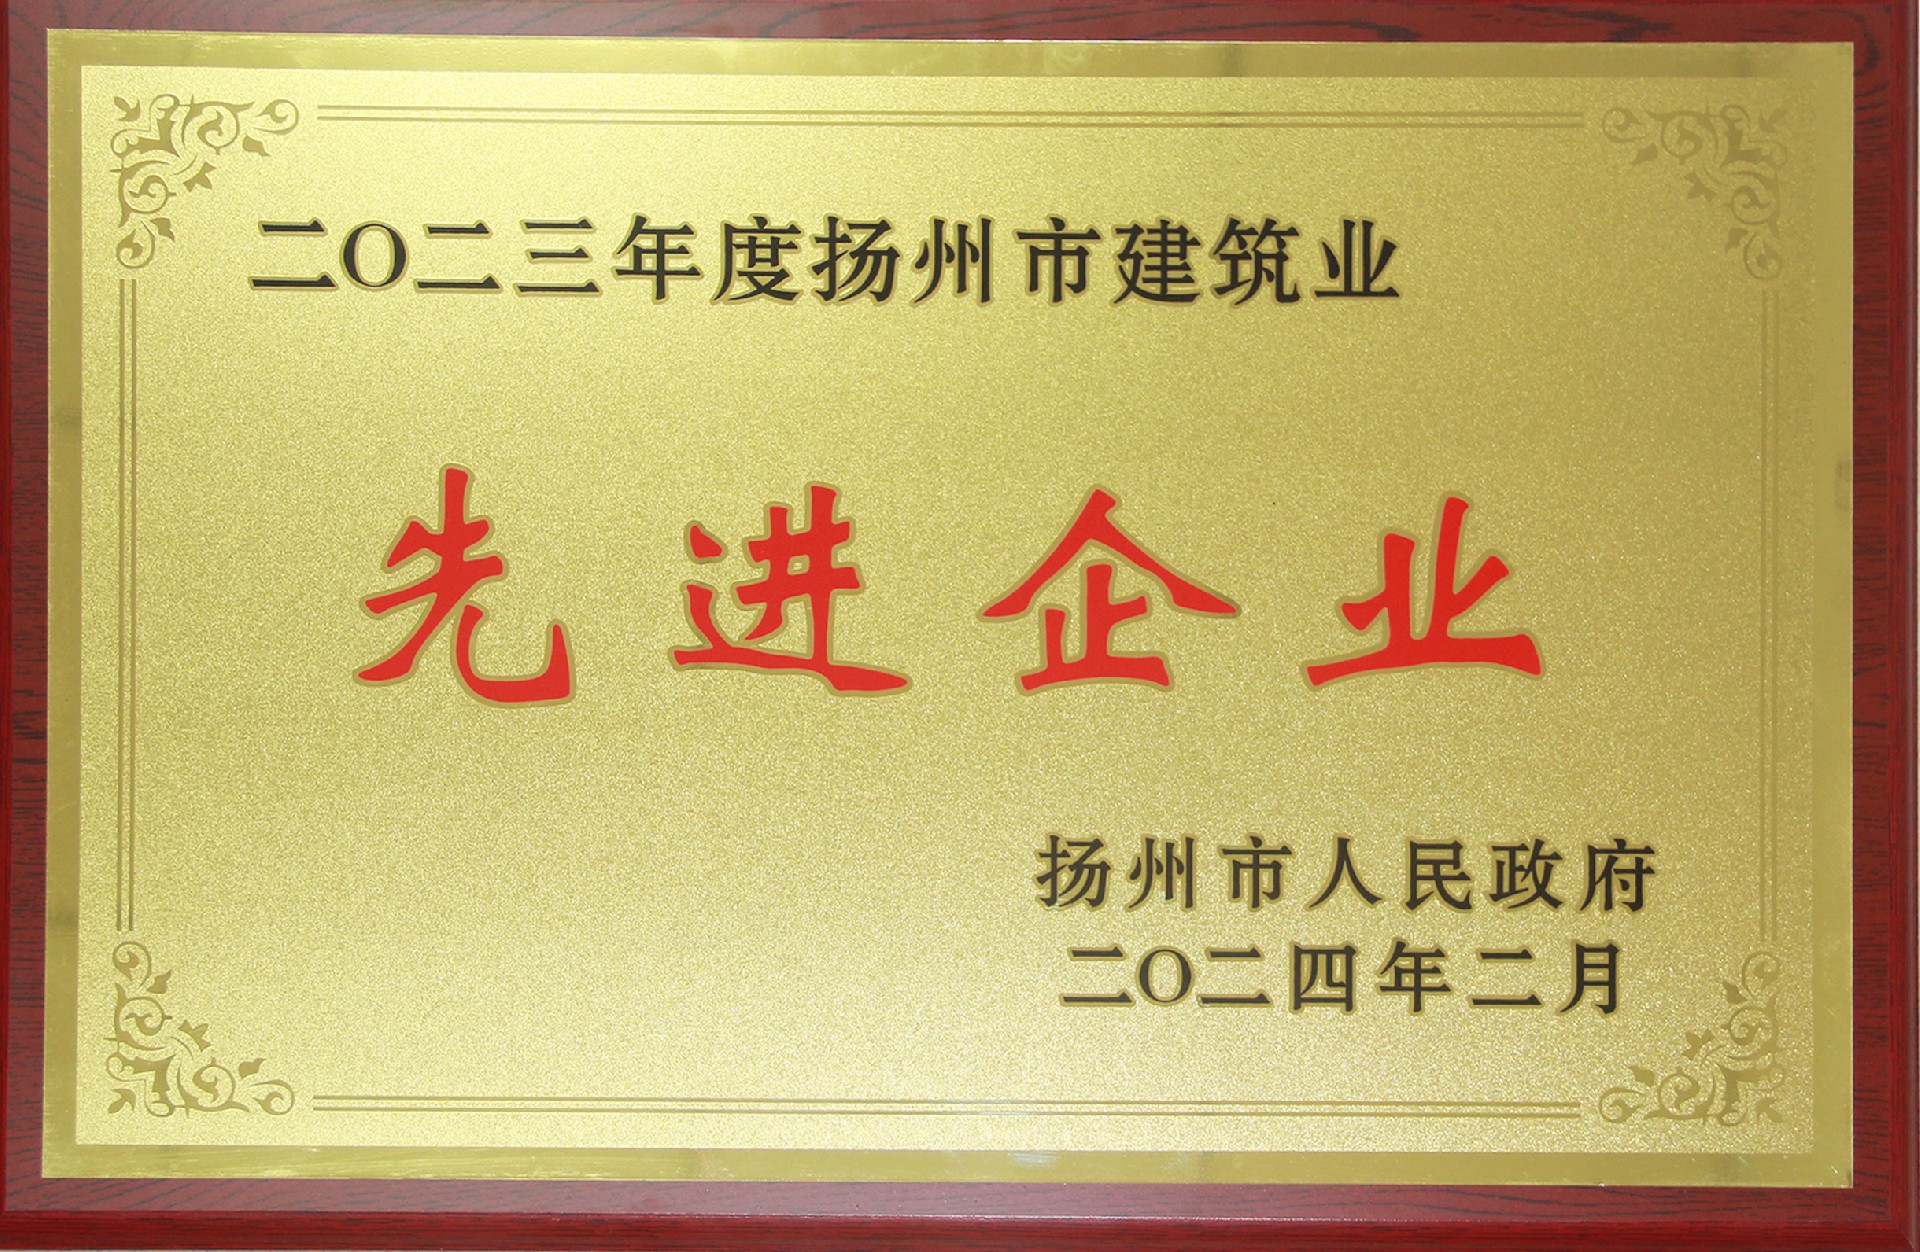 二〇二三年度扬州市建筑业
先进企业
扬州市人民政府
二〇二四年二月